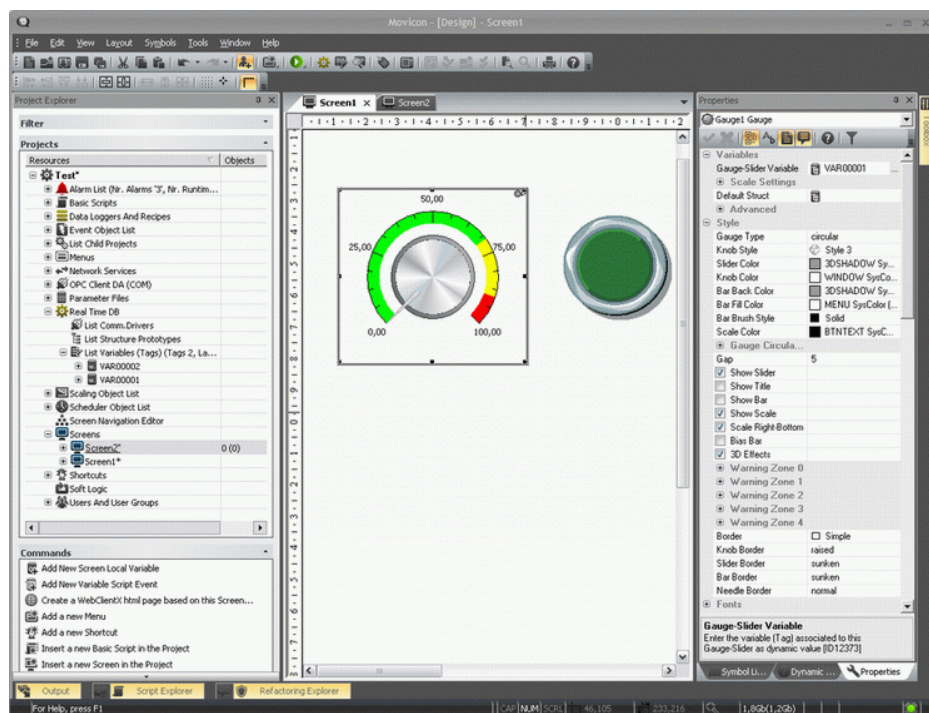 Movicon - [Design] - Screen1
File Edit View Layout Symbols Tools Window Help
Project Explorer
Filter
Projects
Resources Objects
Test*
Alarm List (Nr. Alarms "3', Nr. Runtim...
Basic Scripts
Data Loggers And Recipes
Event Object List
List Child Projects
Menus
Network Services
OPC Client DA (COM)
Parameter Files
Real Time DB
List Comm.Drivers
List Structure Prototypes
List Variables (Tags) (Tags 2, La...
VAR00002
VAR00001
Scaling Object List
Scheduler Object List
Screen Navigation Editor
Screens
Screen2* 0 (0)
Screen1*
Shortcuts
Soft Logic
Users And User Groups
Commands
Add New Screen Local Variable
Add New Variable Script Event
Create a WebClientX html page based on this Screen...
Add a new Menu
Add a new Shortcut
Insert a new Basic Script in the Project
Insert a new Screen in the Project
Screen1 Screen2
50,00
25,00 75,00
0,00 100,00
Properties
Gauge1 Gauge
Variables
Gauge-Slider Variable VAR00001 ...
Scale Settings
Default Struct
Advanced
Style
Gauge Type circular
Knob Style Style 3
Slider Color 3DSHADOW Sy...
Knob Color WINDOW SysCo...
Bar Back Color 3DSHADOW Sy...
Bar Fill Color MENU SysColor (...
Bar Brush Style Solid
Scale Color BTNTEXT SysC...
Gauge Circula...
Gap 5
Show Slider
Show Title
Show Bar
Show Scale
Scale Right-Bottom
Bias Bar
3D Effects
Warning Zone 0
Warning Zone 1
Warning Zone 2
Warning Zone 3
Warning Zone 4
Border Simple
Knob Border raised
Slider Border sunken
Bar Border sunken
Needle Border normal
Fonts
Gauge-Slider Variable
Enter the variable (Tag) associated to this
Gauge-Slider as dynamic value [ID12373]
Symbol Li... Dynamic ... Properties
TOOLBOX
Output Script Explorer Refactoring Explorer
For Help, press F1 CAP NUM SCRL 46,105 233,216 1,8Gb(1,2Gb)